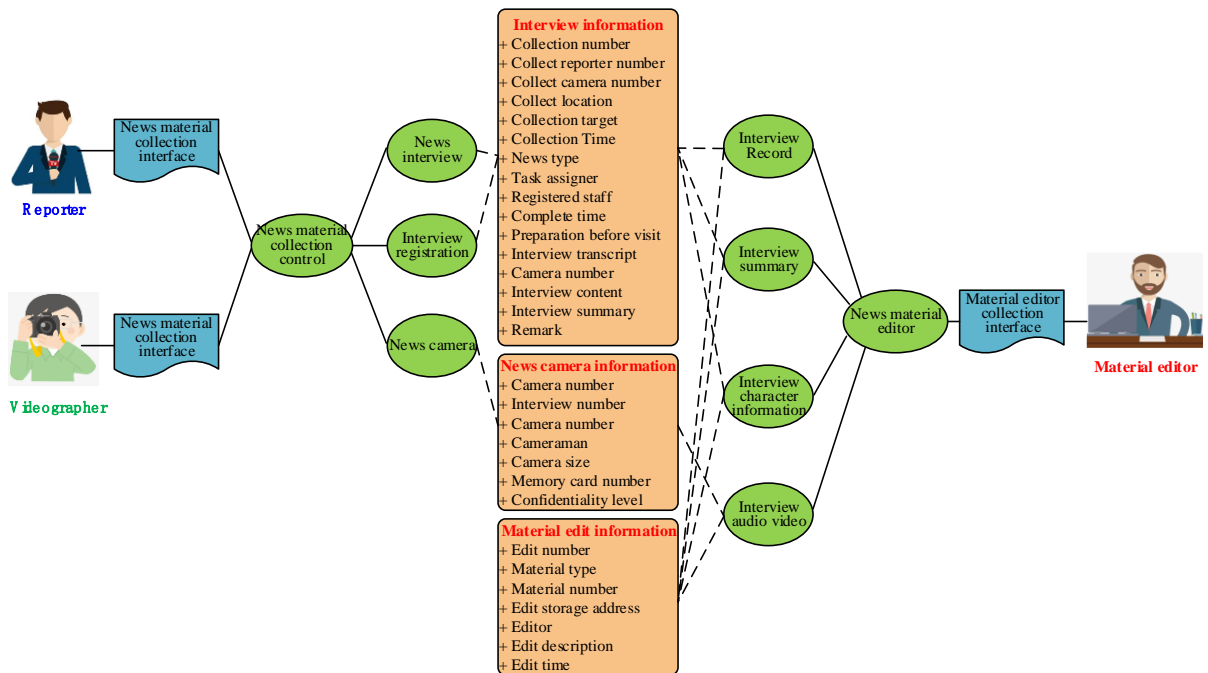 Reporter
Videographer
News material
collection
interface
News material
collection
interface
News material
collection
control
News
interview
Interview
registration
News camera
Interview information
+ Collection number
+ Collect reporter number
+ Collect camera number
+ Collect location
+ Collection target
+ Collection Time
+ News type
+ Task assigner
+ Registered staff
+ Complete time
+ Preparation before visit
+ Interview transcript
+ Camera number
+ Interview content
+ Interview summary
+ Remark
News camera information
+ Camera number
+ Interview number
+ Camera number
+ Cameraman
+ Camera size
+ Memory card number
+ Confidentiality level
Material edit information
+ Edit number
+ Material type
+ Material number
+ Edit storage address
+ Editor
+ Edit description
+ Edit time
Interview
Record
Interview
summary
Interview
character
information
Interview
audio video
News material
editor
Material editor
collection
interface
Material editor